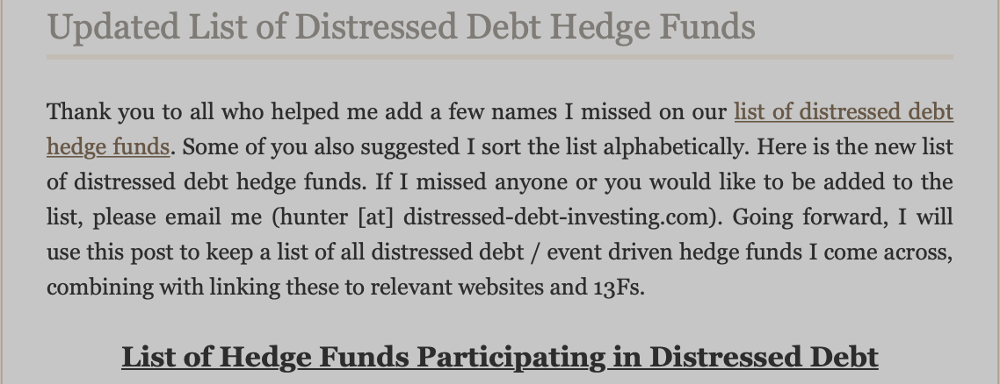 Updated List of Distressed Debt Hedge Funds
Thank you to all who helped me add a few names I missed on our list of distressed debt
hedge funds. Some of you also suggested I sort the list alphabetically. Here is the new list
of distressed debt hedge funds. If I missed anyone or you would like to be added to the
list, please email me (hunter [at] distressed-debt-investing.com). Going forward, I will
use this post to keep a list of all distressed debt / event driven hedge funds I come across,
combining with linking these to relevant websites and 13Fs.
List of Hedge Funds Participating in Distressed Debt